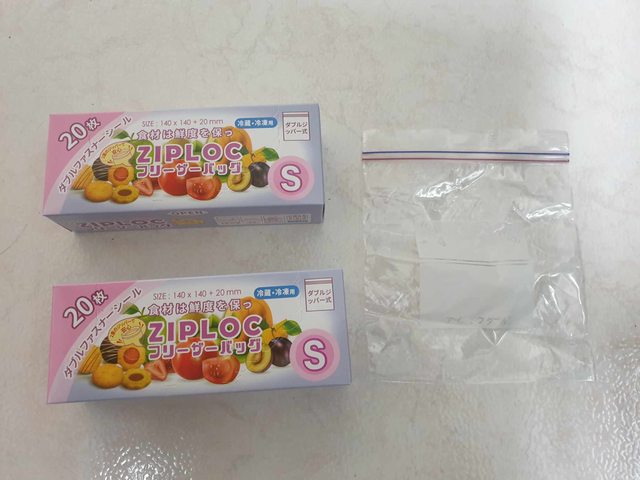 20枚
ダブルファスナーシール
SIZE : 140 x 140 + 20 mm
冷蔵・冷凍用
ダブルジ
ッパー式
食材は鮮度を保っ
ZIPLOC
フリーザーバッグ
S
OPEN
ZIPLOC
20枚
ダブルファスナーシール
SIZE : 140 x 140 + 20 mm
冷蔵・冷凍用
ダブルジ
ッパー式
食材は鮮度を保っ
ZIPLOC
フリーザーバッグ
S